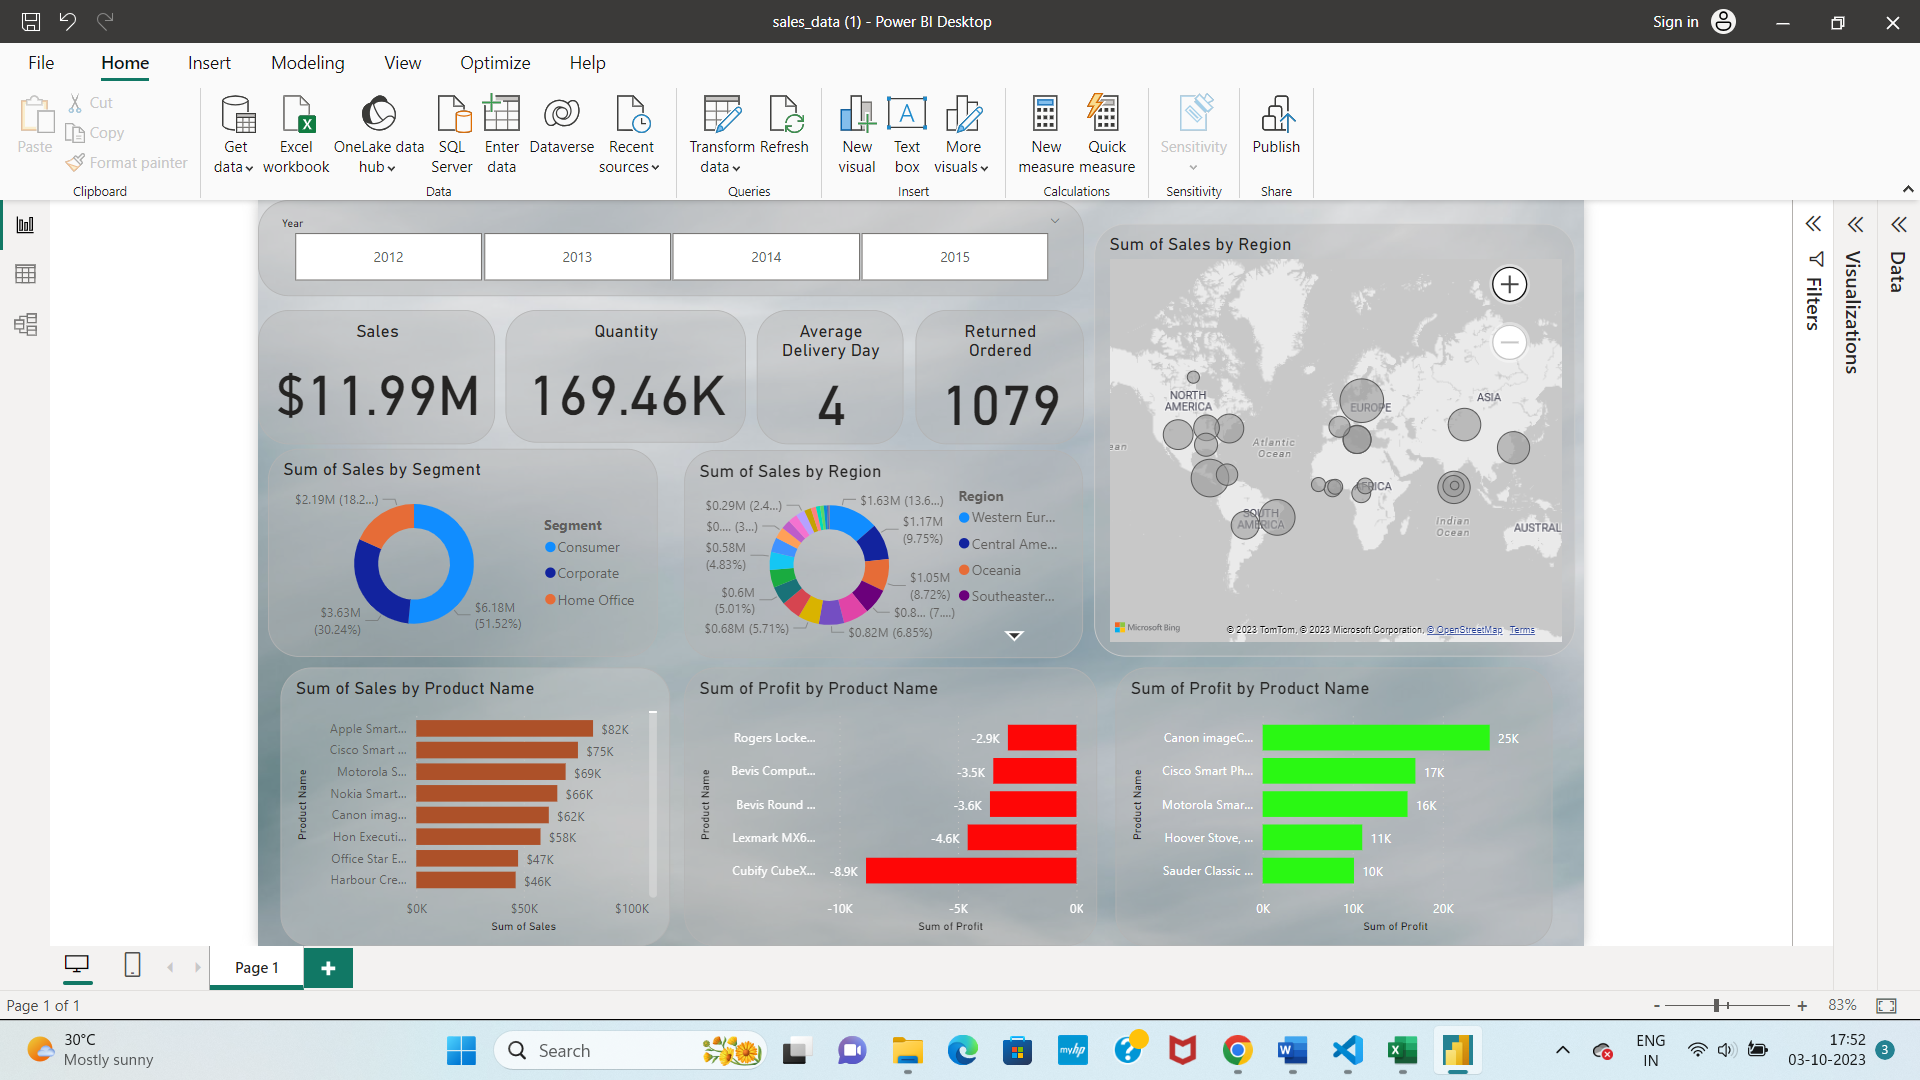 sales_data (1) - Power BI Desktop
Sign in
File
Home
Insert
Modeling
View
Optimize
Help
Paste
Cut
Copy
Format painter
Clipboard
Get data
Excel workbook
OneLake data hub
SQL Server
Enter data
Dataverse
Recent sources
Data
Transform data
Refresh
Queries
New visual
Text box
More visuals
Insert
New measure
Quick measure
Calculations
Sensitivity
Sensitivity
Publish
Share
Year
2012
2013
2014
2015
Sales
$11.99M
Quantity
169.46K
Average
Delivery Day
4
Returned
Ordered
1079
Sum of Sales by Region
NORTH
AMERICA
EUROPE
ASIA
Atlantic
Ocean
ean
AFRICA
SOUTH
AMERICA
Indian
Ocean
AUSTRAL
Microsoft Bing
© 2023 TomTom, © 2023 Microsoft Corporation, © OpenStreetMap Terms
Sum of Sales by Segment
$2.19M (18.2...)
$3.63M
(30.24%)
$6.18M
(51.52%)
Segment
Consumer
Corporate
Home Office
Sum of Sales by Region
$0.29M (2.4...)
$0.... (3...)
$0.58M
(4.83%)
$0.6M
(5.01%)
$0.68M (5.71%)
$1.63M (13.6...)
$1.17M
(9.75%)
$1.05M
(8.72%)
$0.8... (7....)
$0.82M (6.85%)
Region
Western Eur...
Central Ame...
Oceania
Southeaster...
Sum of Sales by Product Name
Product Name
Apple Smart... $82K
Cisco Smart ... $75K
Motorola S... $69K
Nokia Smart... $66K
Canon imag... $62K
Hon Executi... $58K
Office Star E... $47K
Harbour Cre... $46K
$0K $50K $100K
Sum of Sales
Sum of Profit by Product Name
Product Name
Rogers Locke... -2.9K
Bevis Comput... -3.5K
Bevis Round ... -3.6K
Lexmark MX6... -4.6K
Cubify CubeX... -8.9K
-10K -5K 0K
Sum of Profit
Sum of Profit by Product Name
Product Name
Canon imageC... 25K
Cisco Smart Ph... 17K
Motorola Smar... 16K
Hoover Stove, ... 11K
Sauder Classic ... 10K
0K 10K 20K
Sum of Profit
Filters
Visualizations
Data
Page 1
Page 1 of 1
- + 83%
30°C
Mostly sunny
Search
myhp
ENG
IN
17:52
03-10-2023
3